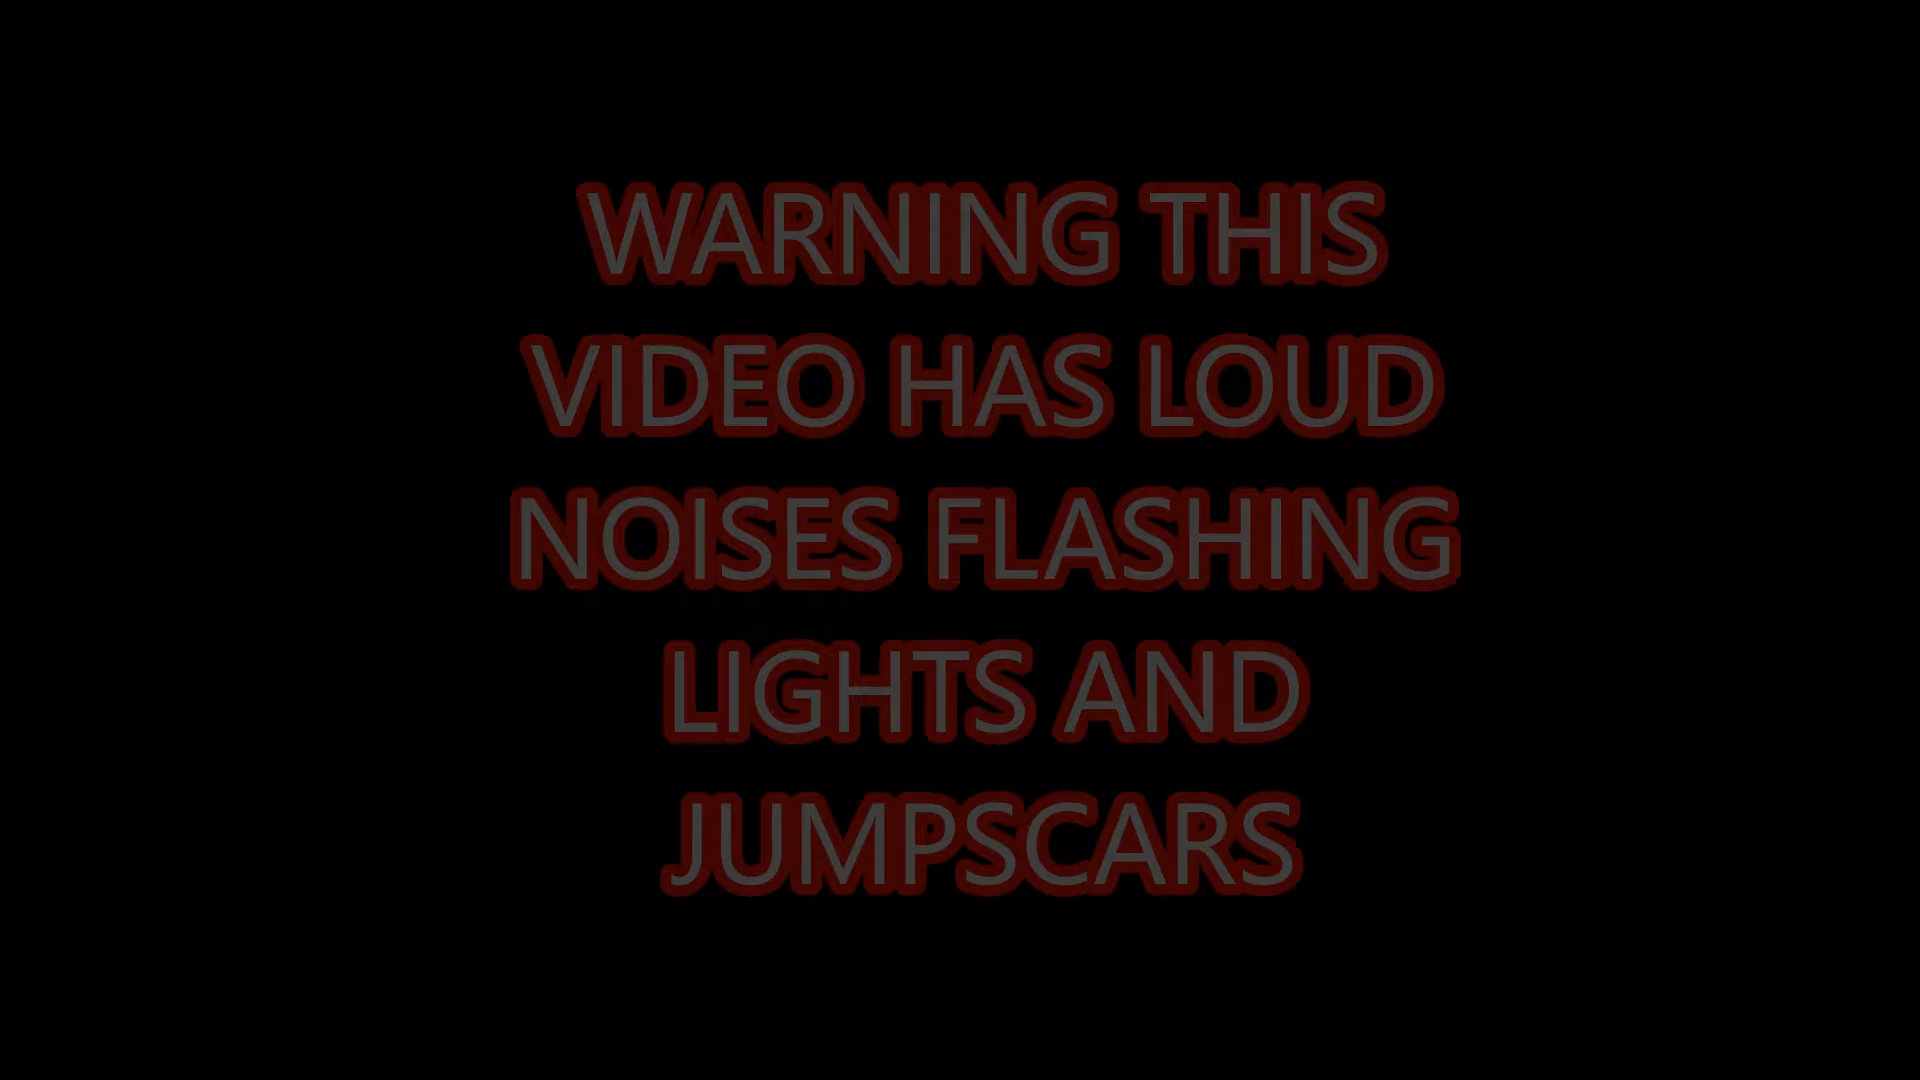 WARNING THIS
VIDEO HAS LOUD
NOISES FLASHING
LIGHTS AND
JUMPSCARS